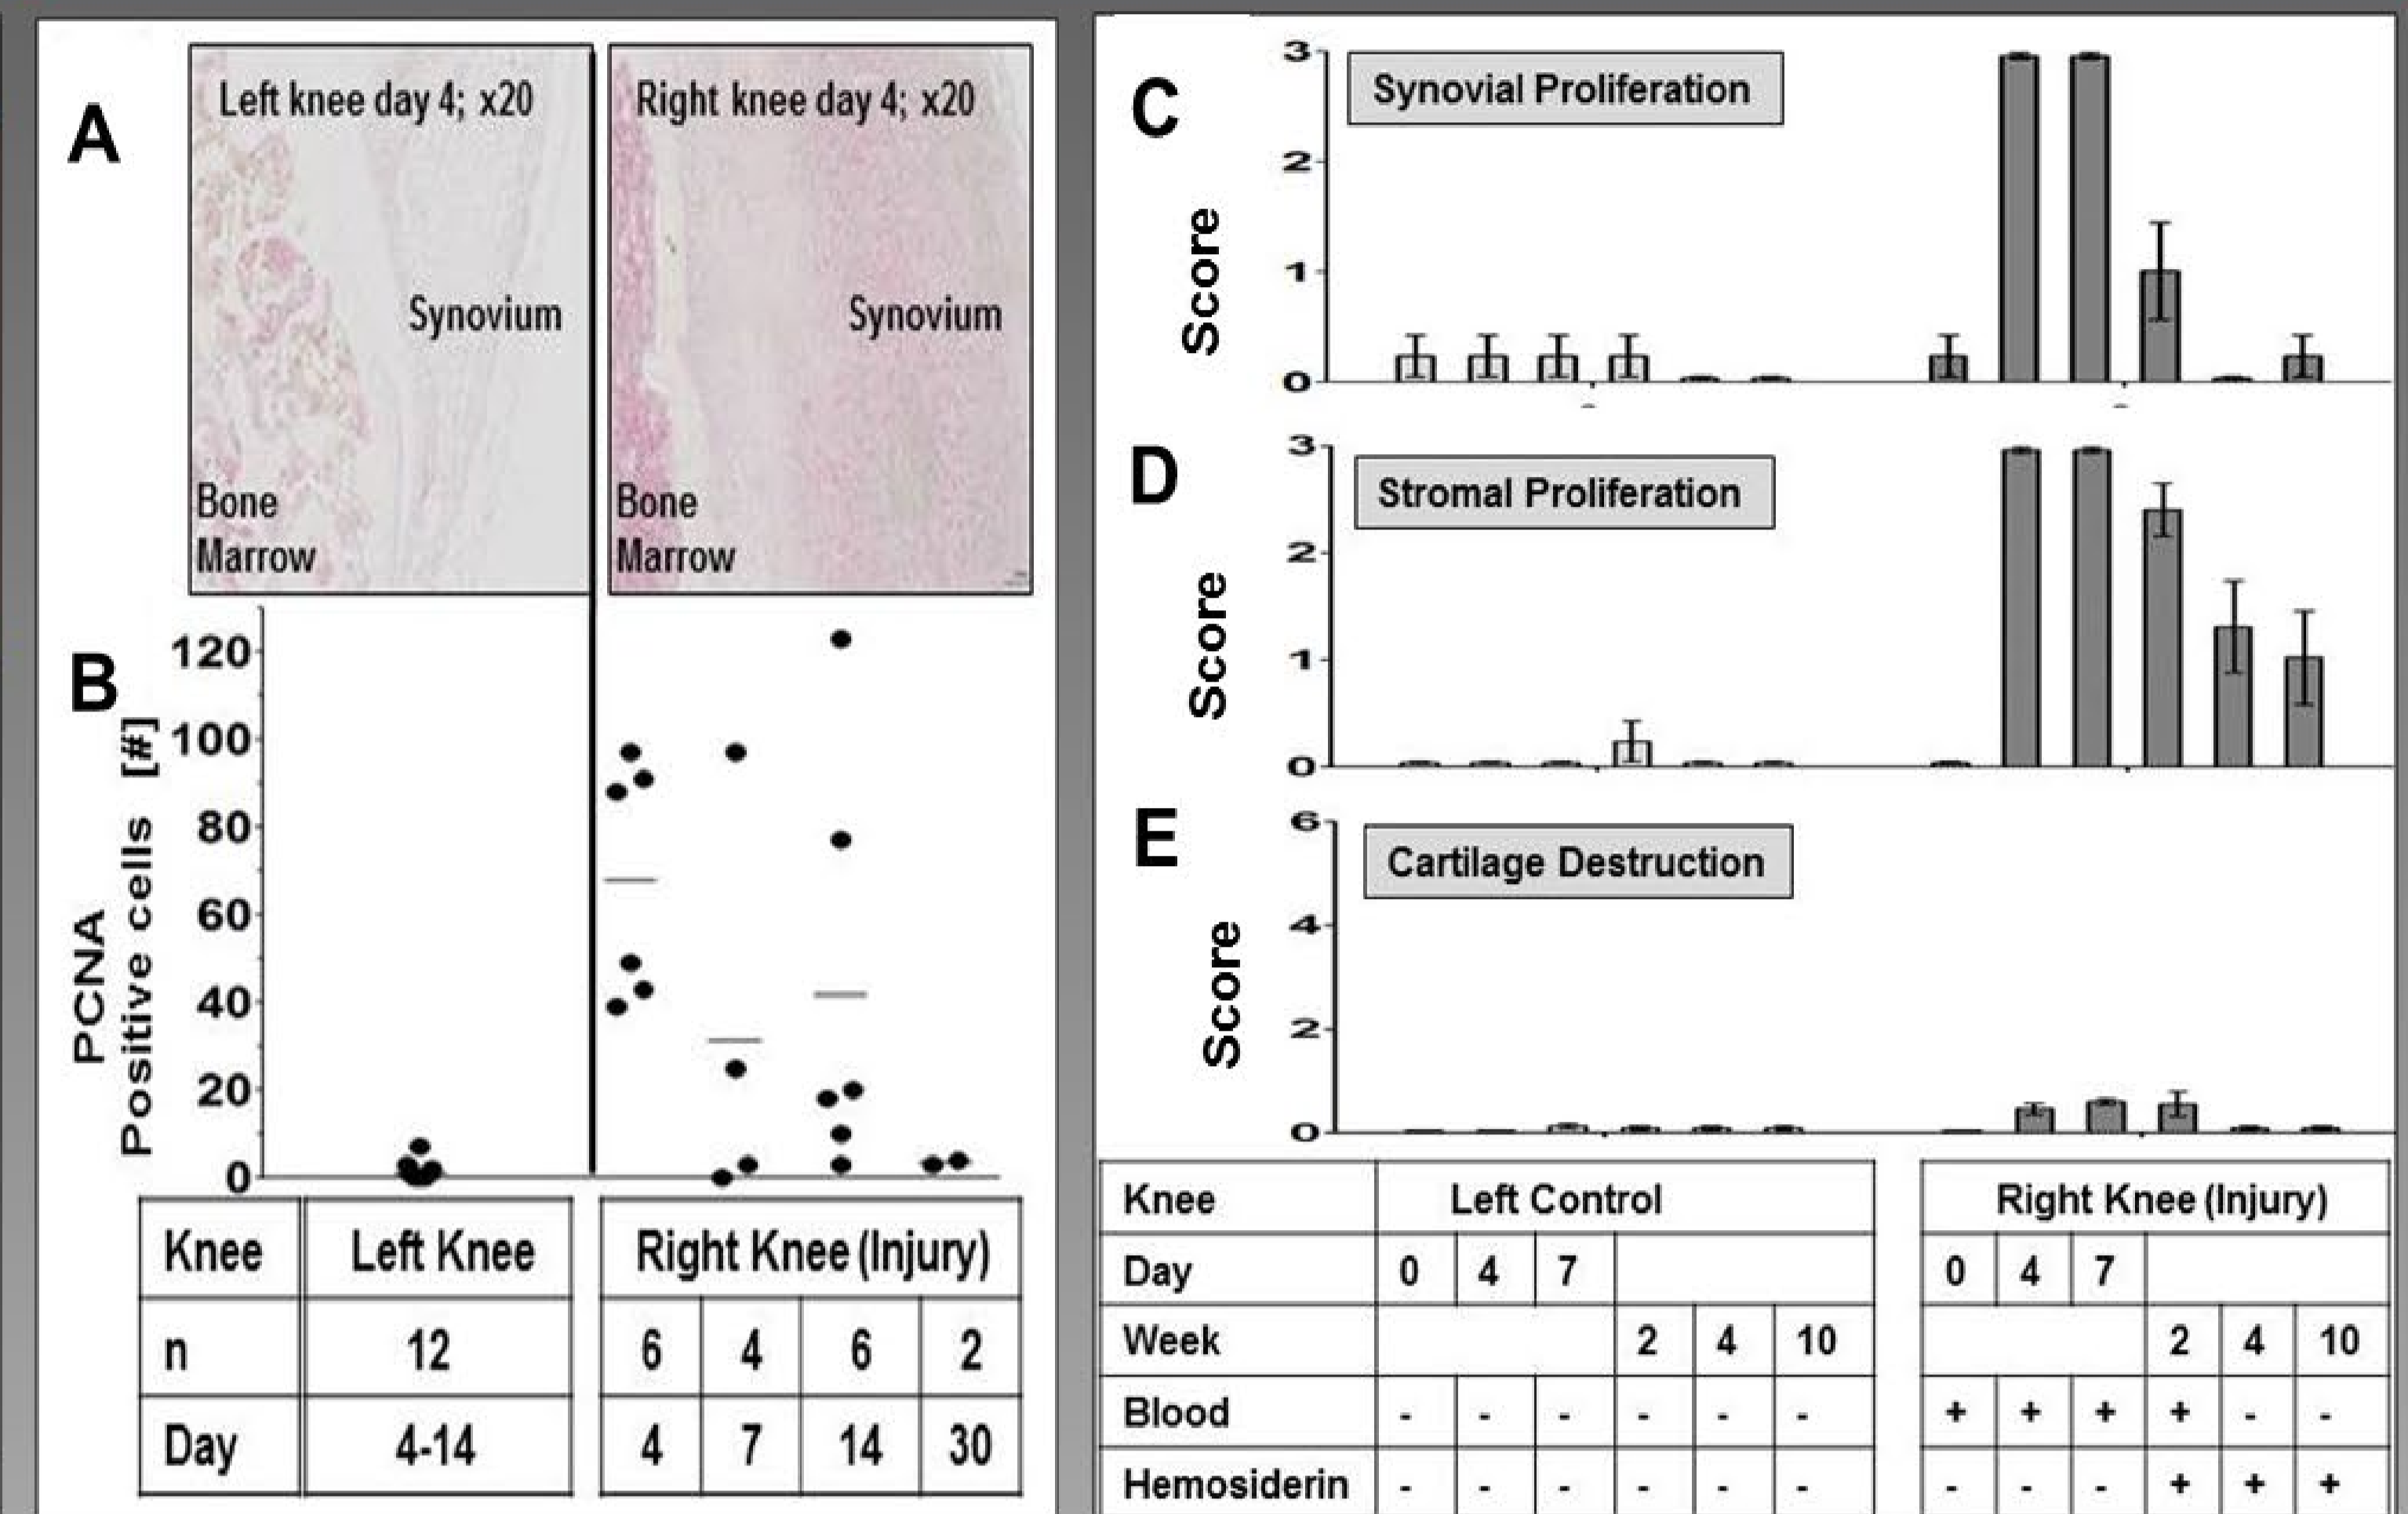 A
Left knee day 4; x20
Synovium
Bone
Marrow
Right knee day 4; x20
Synovium
Bone
Marrow
B
PCNA
Positive cells [#]
120
100
80
60
40
20
0
Knee Left Knee Right Knee (Injury)
n 12 6 4 6 2
Day 4-14 4 7 14 30
C
Synovial Proliferation
Score
3
2
1
0
D
Stromal Proliferation
Score
3
2
1
0
E
Cartilage Destruction
Score
6
4
2
0
Knee Left Control Right Knee (Injury)
Day 0 4 7 0 4 7
Week 2 4 10 2 4 10
Blood - - - - - - + + + + - -
Hemosiderin - - - - - - - - - + + +